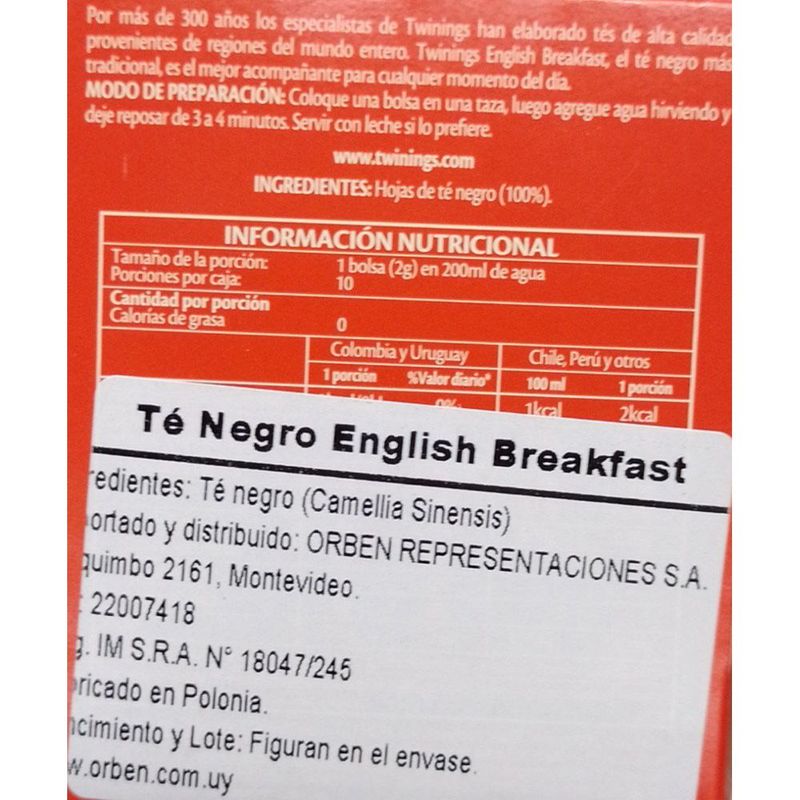 Por más de 300 años los especialistas de Twinings han elaborado tés de alta calidad
provenientes de regiones del mundo entero. Twinings English Breakfast, el té negro más
tradicional, es el mejor acompañante para cualquier momento del día.
MODO DE PREPARACIÓN: Coloque una bolsa en una taza, luego agregue agua hirviendo y
deje reposar de 3 a 4 minutos. Servir con leche si lo prefiere.
www.twinings.com
INGREDIENTES: Hojas de té negro (100%).
INFORMACIÓN NUTRICIONAL
Tamaño de la porción: 1 bolsa (2g) en 200ml de agua
Porciones por caja: 10
Cantidad por porción
Calorías de grasa 0
Colombia y Uruguay Chile, Perú y otros
1 porción %Valor diario* 100 ml 1 porción
0% 1kcal 2kcal
Té Negro English Breakfast
redientes: Té negro (Camellia Sinensis)
ortado y distribuido: ORBEN REPRESENTACIONES S.A.
quimbo 2161, Montevideo.
: 22007418
g. IM S.R.A. N° 18047/245
ricado en Polonia.
ncimiento y Lote: Figuran en el envase.
w.orben.com.uy